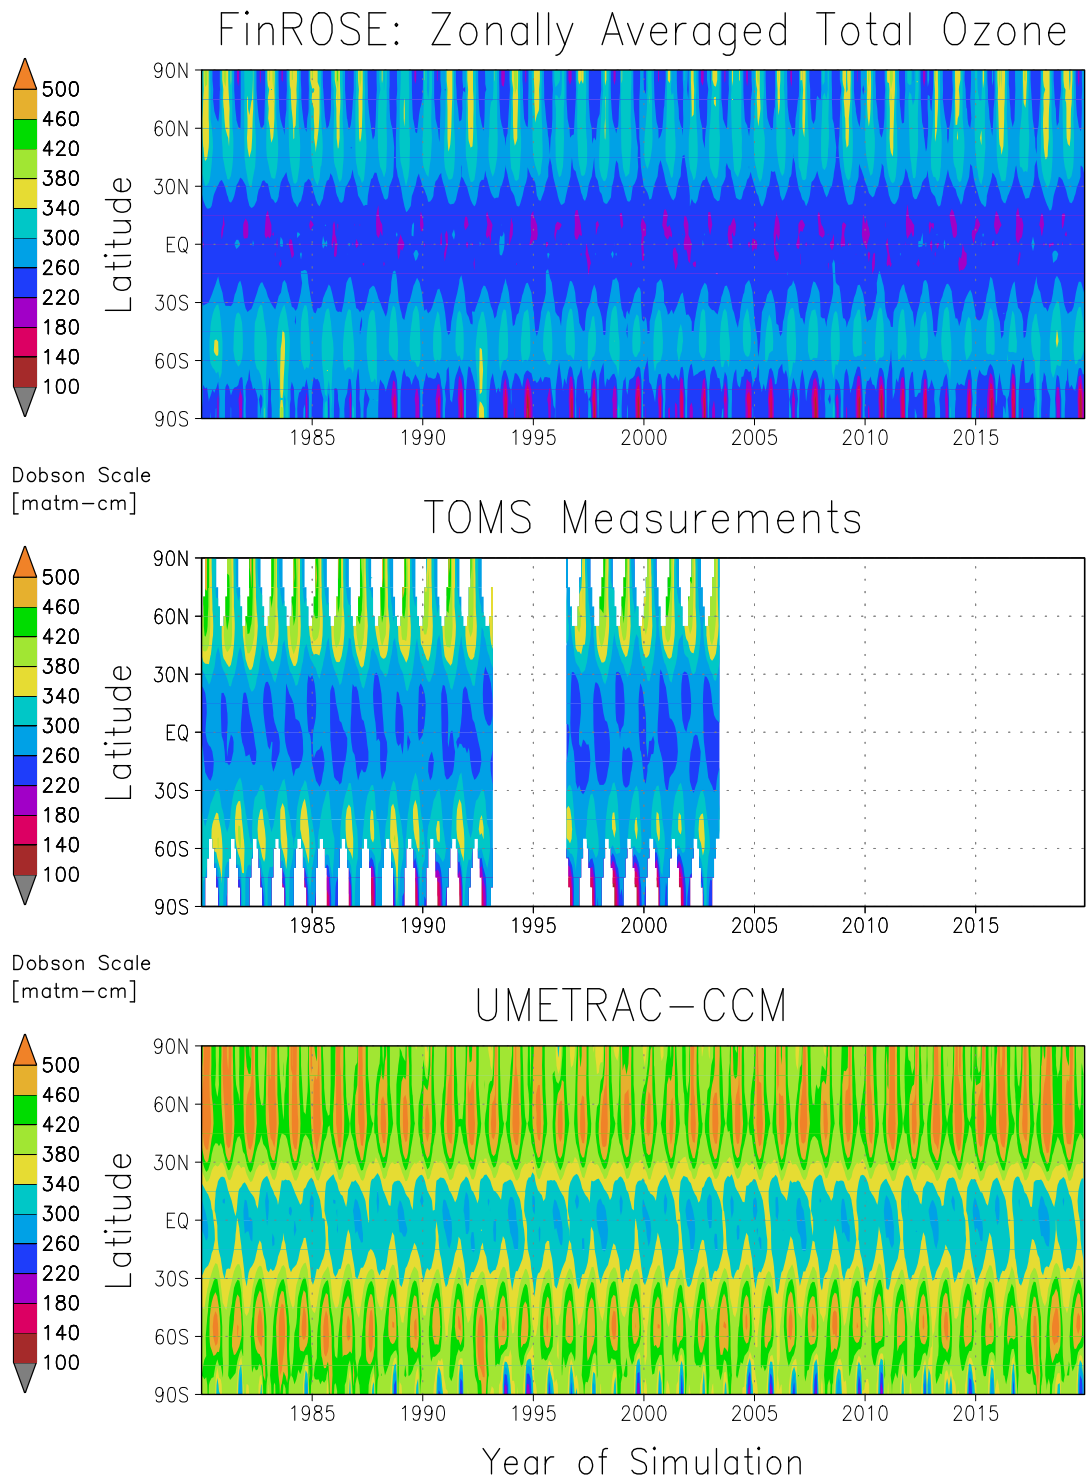 FinROSE: Zonally Averaged Total Ozone
500
460
420
380
340
300
260
220
180
140
100
Latitude
90N
60N
30N
EQ
30S
60S
90S
1985 1990 1995 2000 2005 2010 2015
Dobson Scale
[matm-cm]
TOMS Measurements
500
460
420
380
340
300
260
220
180
140
100
Latitude
90N
60N
30N
EQ
30S
60S
90S
1985 1990 1995 2000 2005 2010 2015
Dobson Scale
[matm-cm]
UMETRAC-CCM
500
460
420
380
340
300
260
220
180
140
100
Latitude
90N
60N
30N
EQ
30S
60S
90S
1985 1990 1995 2000 2005 2010 2015
Year of Simulation